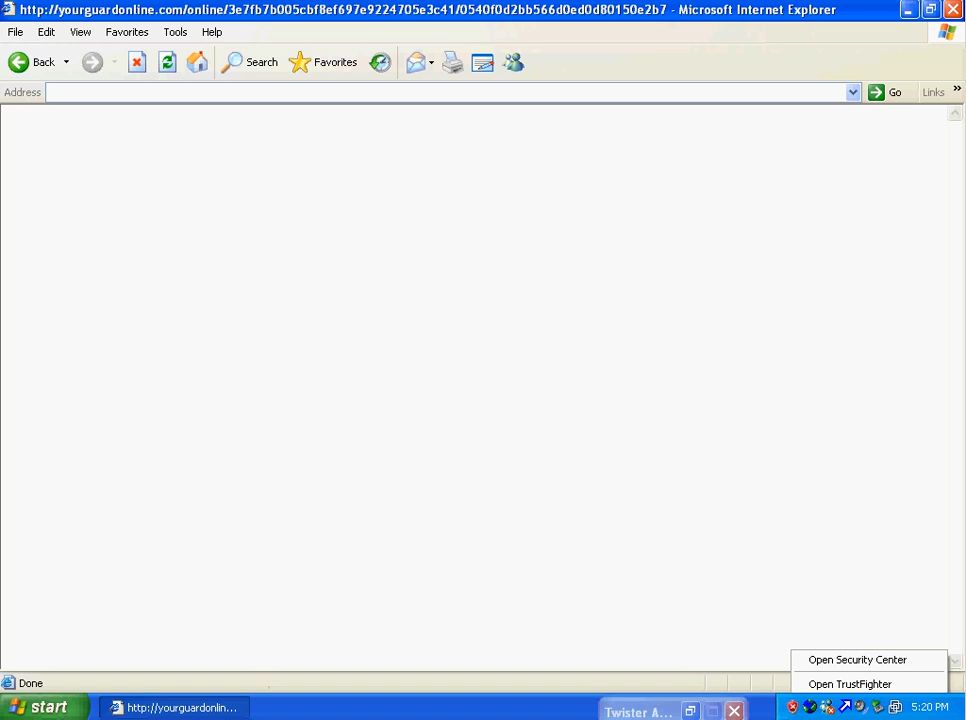 http://yourguardonline.com/online/3e7fb7b005cbf8ef697e9224705e3c41/0540f0d2bb566d0ed0d80150e2b7 - Microsoft Internet Explorer
File Edit View Favorites Tools Help
Back Search Favorites
Address Go Links »
Open Security Center
Done
Open TrustFighter
start http://yourguardonlin... Twister A... 5:20 PM